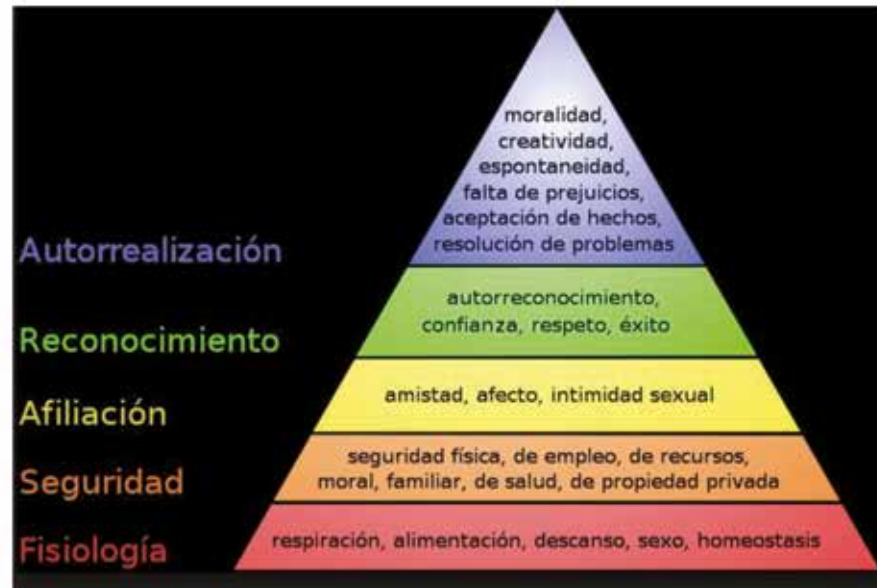 moralidad,
creatividad,
espontaneidad,
falta de prejuicios,
aceptación de hechos,
resolución de problemas
Autorrealización
autorreconocimiento,
confianza, respeto, éxito
Reconocimiento
amistad, afecto, intimidad sexual
Afiliación
seguridad física, de empleo, de recursos,
moral, familiar, de salud, de propiedad privada
Seguridad
respiración, alimentación, descanso, sexo, homeostasis
Fisiología